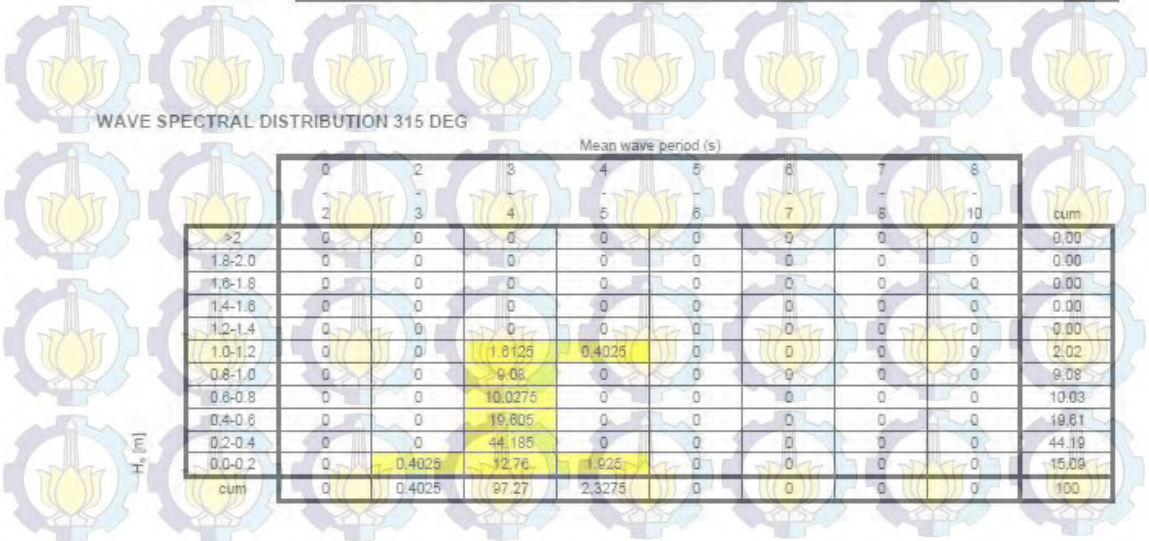 WAVE SPECTRAL DISTRIBUTION 315 DEG
Mean wave period (s)
0 2 3 4 5 6 7 8
- - - - - - - -
2 3 4 5 6 7 8 10 cum
>2 0 0 0 0 0 0 0 0 0.00
1.8-2.0 0 0 0 0 0 0 0 0 0.00
1.6-1.8 0 0 0 0 0 0 0 0 0.00
1.4-1.6 0 0 0 0 0 0 0 0 0.00
1.2-1.4 0 0 0 0 0 0 0 0 0.00
1.0-1.2 0 0 1.6125 0.4025 0 0 0 0 2.02
0.8-1.0 0 0 9.08 0 0 0 0 0 9.08
0.6-0.8 0 0 10.0275 0 0 0 0 0 10.03
0.4-0.6 0 0 19.605 0 0 0 0 0 19.61
0.2-0.4 0 0 44.185 0 0 0 0 0 44.19
0.0-0.2 0 0.4025 12.76 1.925 0 0 0 0 15.09
Hs [m]
cum 0 0.4025 97.27 2.3275 0 0 0 0 100